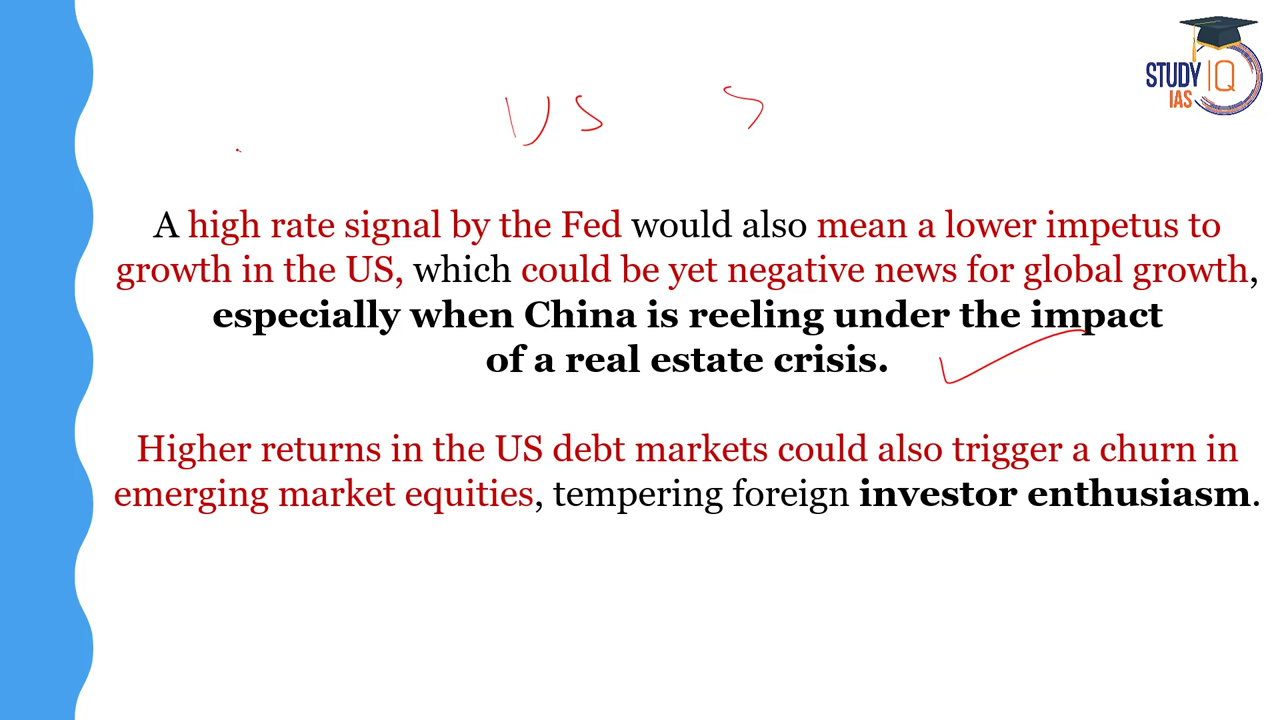 STUDY IQ
IAS
US
A high rate signal by the Fed would also mean a lower impetus to
growth in the US, which could be yet negative news for global growth,
especially when China is reeling under the impact
of a real estate crisis.
Higher returns in the US debt markets could also trigger a churn in
emerging market equities, tempering foreign investor enthusiasm.